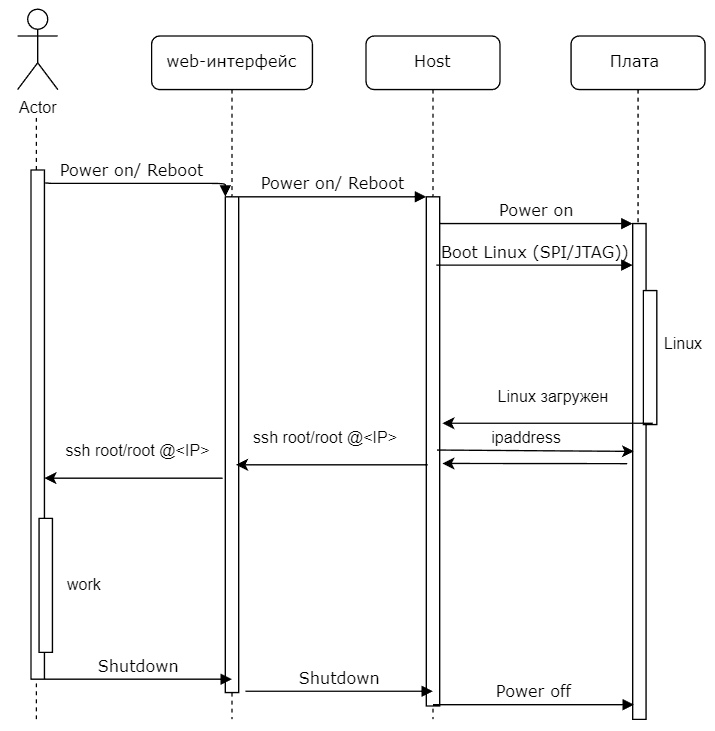 Actor
web-интерфейс
Host
Плата
Power on/ Reboot
Power on/ Reboot
Power on
Boot Linux (SPI/JTAG))
Linux
Linux загружен
ipaddress
ssh root/root @<IP>
ssh root/root @<IP>
work
Shutdown
Shutdown
Power off